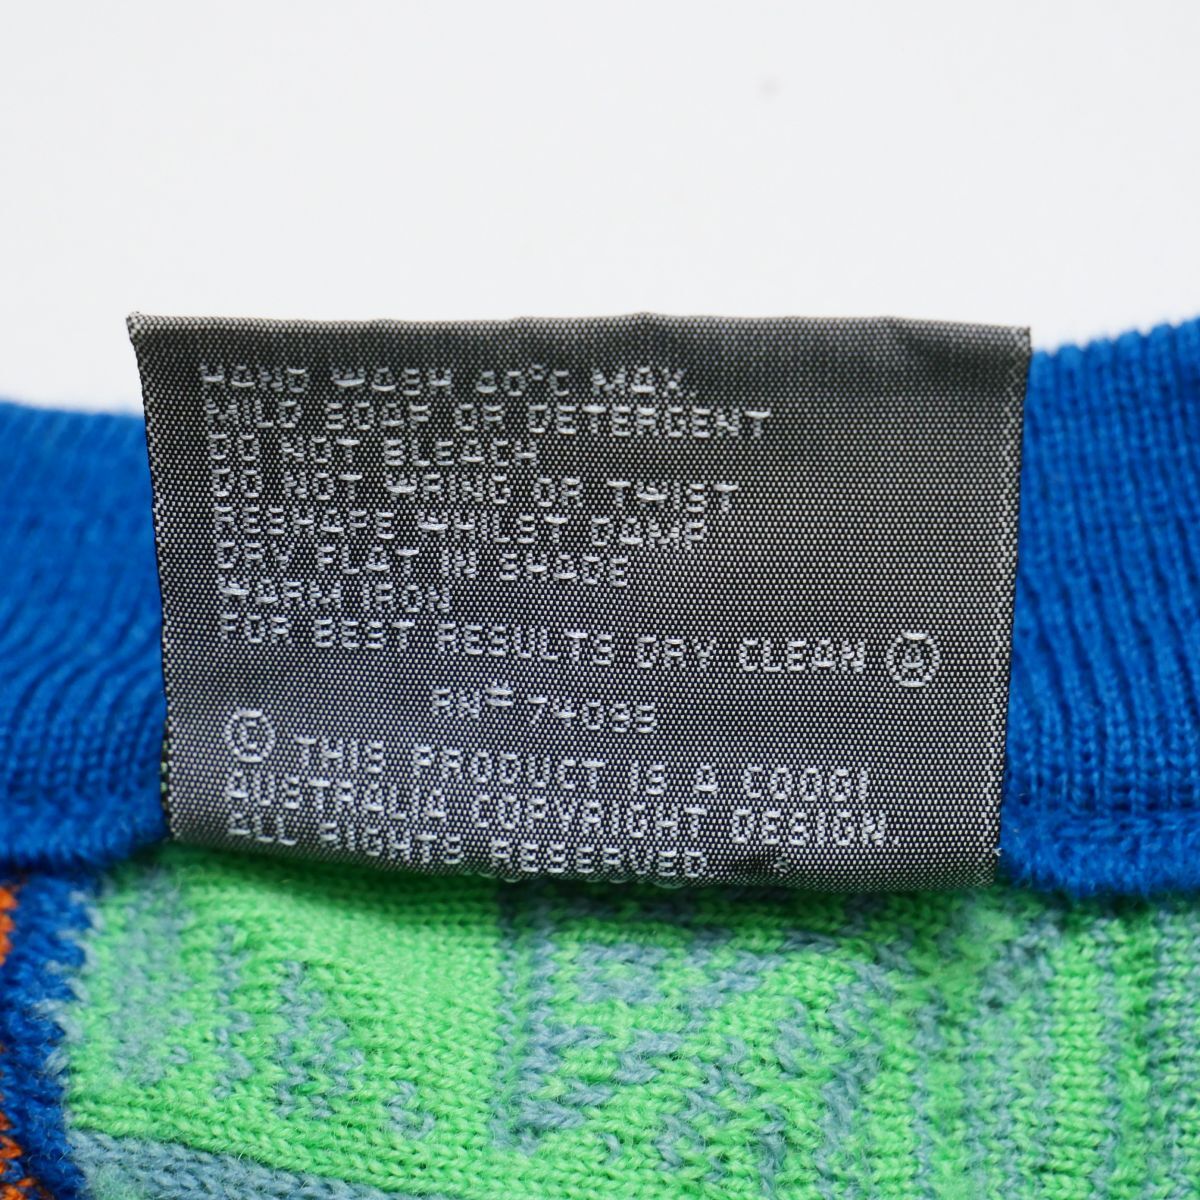 HAND WASH 40°C MAX.
MILD SOAP OR DETERGENT
DO NOT BLEACH
DO NOT WRING OR TWIST
RESHAPE WHILST DAMP
DRY FLAT IN SHADE
WARM IRON
FOR BEST RESULTS DRY CLEAN Ⓐ
RN# 74095
© THIS PRODUCT IS A COOGI
AUSTRALIA COPYRIGHT DESIGN
ALL RIGHTS RESERVED